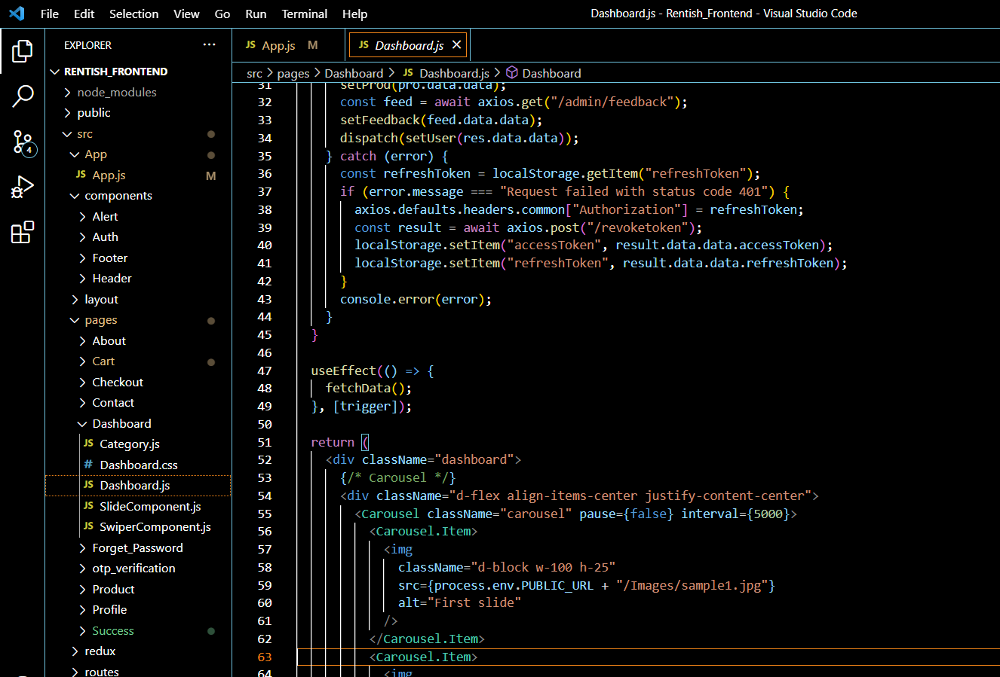 File Edit Selection View Go Run Terminal Help
Dashboard.js - Rentish_Frontend - Visual Studio Code
EXPLORER ···
RENTISH_FRONTEND
node_modules
public
src
App
JS App.js M
components
Alert
Auth
Footer
Header
layout
pages
About
Cart
Checkout
Contact
Dashboard
JS Category.js
# Dashboard.css
JS Dashboard.js
JS SlideComponent.js
JS SwiperComponent.js
Forget_Password
otp_verification
Product
Profile
Success
redux
routes
4
JS App.js M
JS Dashboard.js ×
src > pages > Dashboard > JS Dashboard.js > Dashboard
31 setProd(pro.data.data);
32 const feed = await axios.get("/admin/feedback");
33 setFeedback(feed.data.data);
34 dispatch(setUser(res.data.data));
35 } catch (error) {
36 const refreshToken = localStorage.getItem("refreshToken");
37 if (error.message === "Request failed with status code 401") {
38 axios.defaults.headers.common["Authorization"] = refreshToken;
39 const result = await axios.post("/revoketoken");
40 localStorage.setItem("accessToken", result.data.data.accessToken);
41 localStorage.setItem("refreshToken", result.data.data.refreshToken);
42 }
43 console.error(error);
44 }
45 }
46
47 useEffect(() => {
48 fetchData();
49 }, [trigger]);
50
51 return (
52 <div className="dashboard">
53 {/* Carousel */}
54 <div className="d-flex align-items-center justify-content-center">
55 <Carousel className="carousel" pause={false} interval={5000}>
56 <Carousel.Item>
57 <img
58 className="d-block w-100 h-25"
59 src={process.env.PUBLIC_URL + "/Images/sample1.jpg"}
60 alt="First slide"
61 />
62 </Carousel.Item>
63 <Carousel.Item>
64 <img